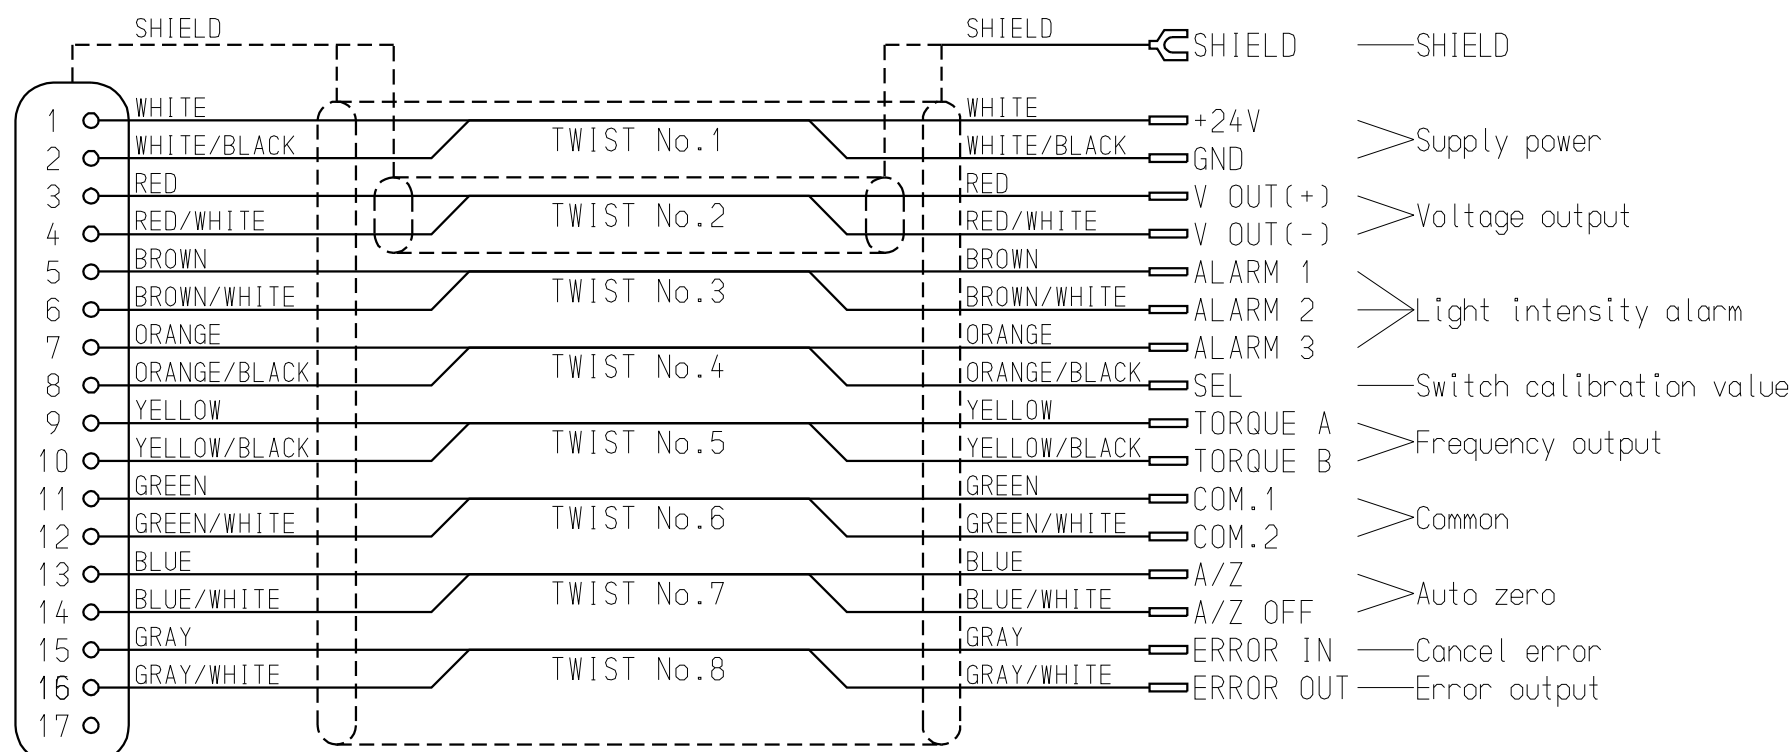 SHIELD SHIELD SHIELD SHIELD
1 WHITE WHITE +24V
TWIST No.1 Supply power
2 WHITE/BLACK WHITE/BLACK GND
3 RED RED V OUT(+)
TWIST No.2 Voltage output
4 RED/WHITE RED/WHITE V OUT(-)
5 BROWN BROWN ALARM 1
TWIST No.3
6 BROWN/WHITE BROWN/WHITE ALARM 2 Light intensity alarm
7 ORANGE ORANGE ALARM 3
TWIST No.4
8 ORANGE/BLACK ORANGE/BLACK SEL Switch calibration value
9 YELLOW YELLOW TORQUE A
TWIST No.5 Frequency output
10 YELLOW/BLACK YELLOW/BLACK TORQUE B
11 GREEN GREEN COM.1
TWIST No.6 Common
12 GREEN/WHITE GREEN/WHITE COM.2
13 BLUE BLUE A/Z
TWIST No.7 Auto zero
14 BLUE/WHITE BLUE/WHITE A/Z OFF
15 GRAY GRAY ERROR IN Cancel error
TWIST No.8
16 GRAY/WHITE GRAY/WHITE ERROR OUT Error output
17